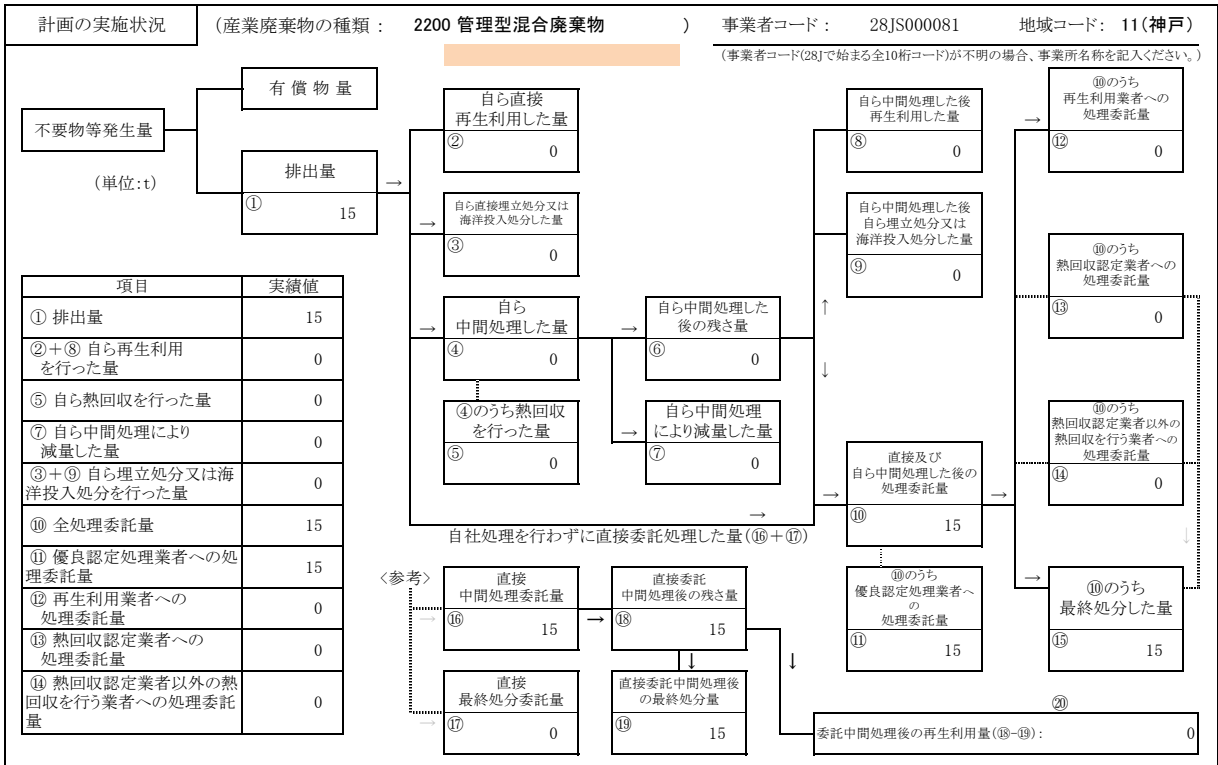 計画の実施状況
(産業廃棄物の種類： 2200 管理型混合廃棄物 )
事業者コード： 28JS000081
地域コード： 11(神戸)
(事業者コード(28Jで始まる全10桁コード)が不明の場合、事業所名称を記入ください。)
不要物等発生量
(単位:t)
有償物量
排出量
① 15
→
自ら直接
再生利用した量
② 0
→
自ら直接埋立処分又は
海洋投入処分した量
③ 0
→
自ら
中間処理した量
④ 0
④のうち熱回収
を行った量
⑤ 0
→
自ら中間処理した
後の残さ量
⑥ 0
→
自ら中間処理
により減量した量
⑦ 0
自ら中間処理した後
再生利用した量
⑧ 0
自ら中間処理した後
自ら埋立処分又は
海洋投入処分した量
⑨ 0
↑
↓
→
直接及び
自ら中間処理した後の
処理委託量
⑩ 15
→
⑩のうち
優良認定処理業者へ
の
処理委託量
⑪ 15
→
⑩のうち
再生利用業者への
処理委託量
⑫ 0
⑩のうち
熱回収認定業者への
処理委託量
⑬ 0
⑩のうち
熱回収認定業者以外の
熱回収を行う業者への
処理委託量
⑭ 0
↓
→
⑩のうち
最終処分した量
⑮ 15
→
自社処理を行わずに直接委託処理した量(⑯+⑰)
項目 実績値
① 排出量 15
②+⑧ 自ら再生利用
を行った量 0
⑤ 自ら熱回収を行った量 0
⑦ 自ら中間処理により
減量した量 0
③+⑨ 自ら埋立処分又は海
洋投入処分を行った量 0
⑩ 全処理委託量 15
⑪ 優良認定処理業者への処
理委託量 15
⑫ 再生利用業者への
処理委託量 0
⑬ 熱回収認定業者への
処理委託量 0
⑭ 熱回収認定業者以外の熱
回収を行う業者への処理委託
量 0
〈参考〉
→
直接
中間処理委託量
⑯ 15
→
直接委託
中間処理後の残さ量
⑱ 15
↓
↓
→
直接
最終処分委託量
⑰ 0
直接委託中間処理後
の最終処分量
⑲ 15
⑳
委託中間処理後の再生利用量(⑱-⑲)： 0